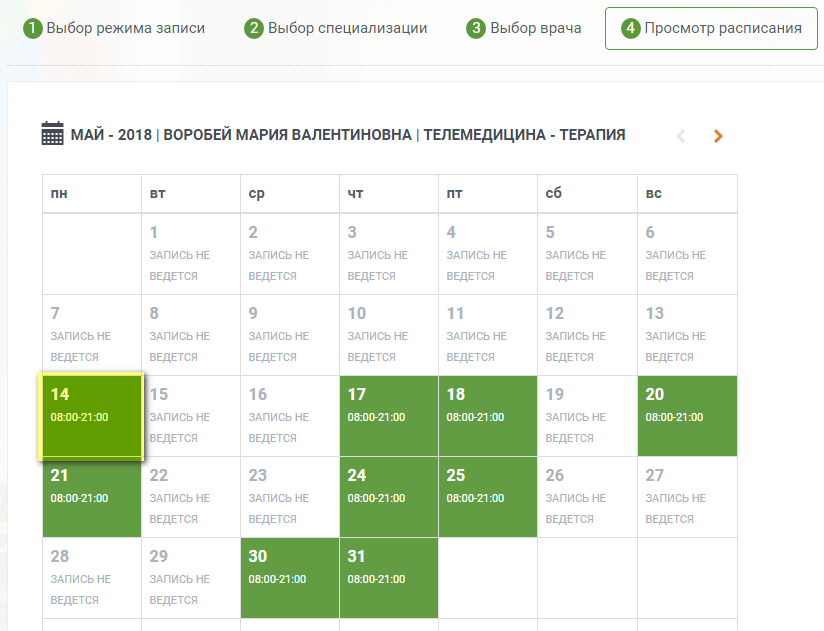 1 Выбор режима записи 2 Выбор специализации 3 Выбор врача 4 Просмотр расписания
МАЙ - 2018 | ВОРОБЕЙ МАРИЯ ВАЛЕНТИНОВНА | ТЕЛЕМЕДИЦИНА - ТЕРАПИЯ
пн вт ср чт пт сб вс
1 2 3 4 5 6
ЗАПИСЬ НЕ ЗАПИСЬ НЕ ЗАПИСЬ НЕ ЗАПИСЬ НЕ ЗАПИСЬ НЕ ЗАПИСЬ НЕ
ВЕДЕТСЯ ВЕДЕТСЯ ВЕДЕТСЯ ВЕДЕТСЯ ВЕДЕТСЯ ВЕДЕТСЯ
7 8 9 10 11 12 13
ЗАПИСЬ НЕ ЗАПИСЬ НЕ ЗАПИСЬ НЕ ЗАПИСЬ НЕ ЗАПИСЬ НЕ ЗАПИСЬ НЕ ЗАПИСЬ НЕ
ВЕДЕТСЯ ВЕДЕТСЯ ВЕДЕТСЯ ВЕДЕТСЯ ВЕДЕТСЯ ВЕДЕТСЯ ВЕДЕТСЯ
14 15 16 17 18 19 20
08:00-21:00 ЗАПИСЬ НЕ ЗАПИСЬ НЕ 08:00-21:00 08:00-21:00 ЗАПИСЬ НЕ 08:00-21:00
ВЕДЕТСЯ ВЕДЕТСЯ ВЕДЕТСЯ
21 22 23 24 25 26 27
08:00-21:00 ЗАПИСЬ НЕ ЗАПИСЬ НЕ 08:00-21:00 08:00-21:00 ЗАПИСЬ НЕ ЗАПИСЬ НЕ
ВЕДЕТСЯ ВЕДЕТСЯ ВЕДЕТСЯ ВЕДЕТСЯ
28 29 30 31
ЗАПИСЬ НЕ ЗАПИСЬ НЕ 08:00-21:00 08:00-21:00
ВЕДЕТСЯ ВЕДЕТСЯ